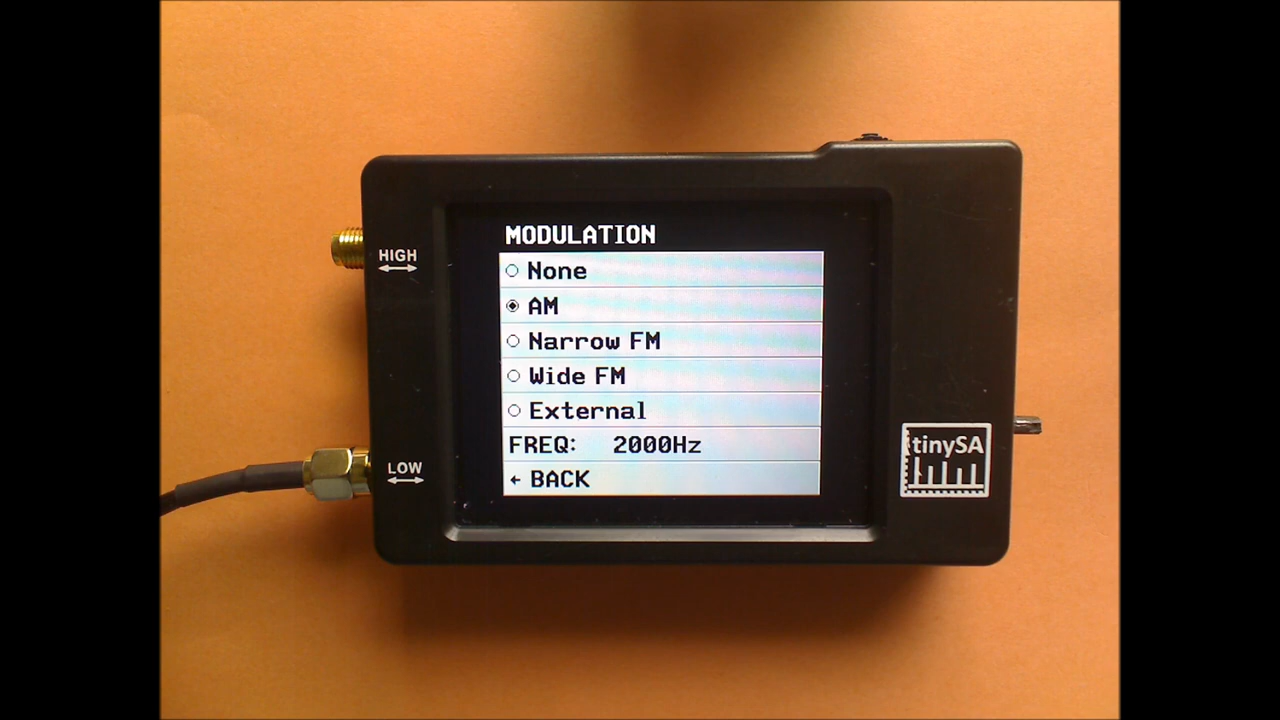 MODULATION
None
AM
Narrow FM
Wide FM
External
FREQ: 2000Hz
← BACK
HIGH
LOW
tinySA